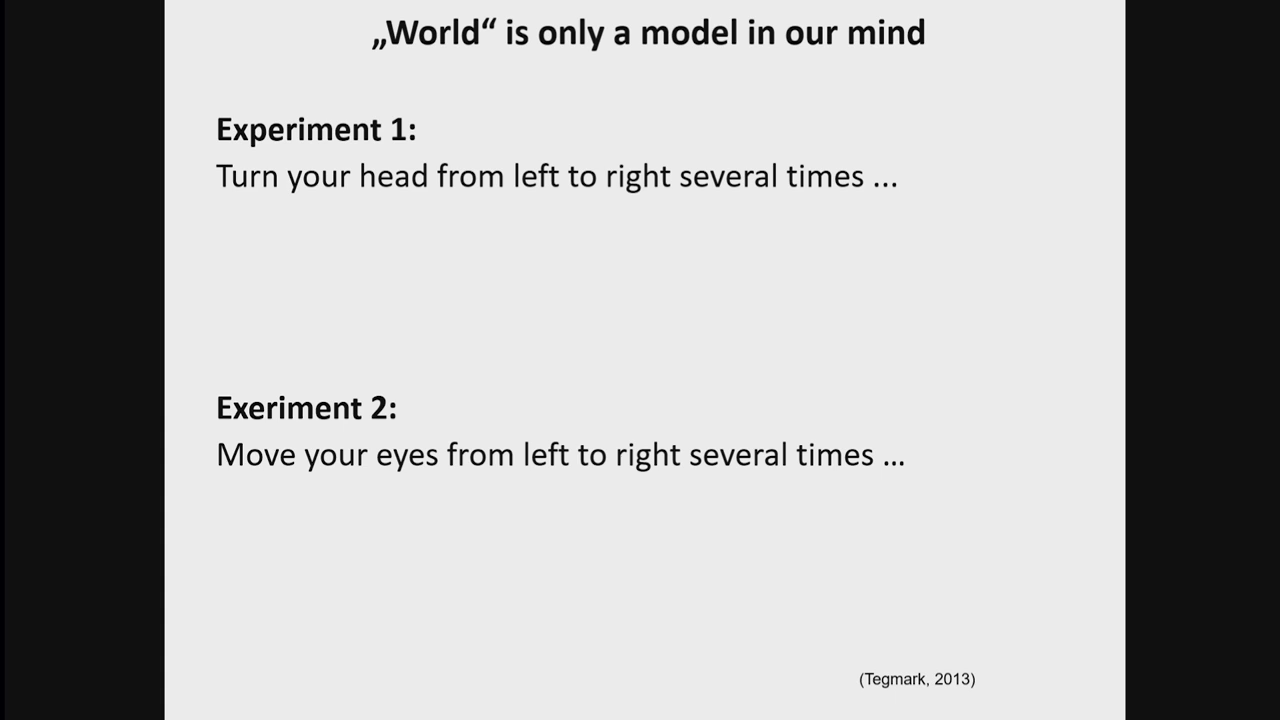 „World“ is only a model in our mind
Experiment 1:
Turn your head from left to right several times ...
Exeriment 2:
Move your eyes from left to right several times ...
(Tegmark, 2013)